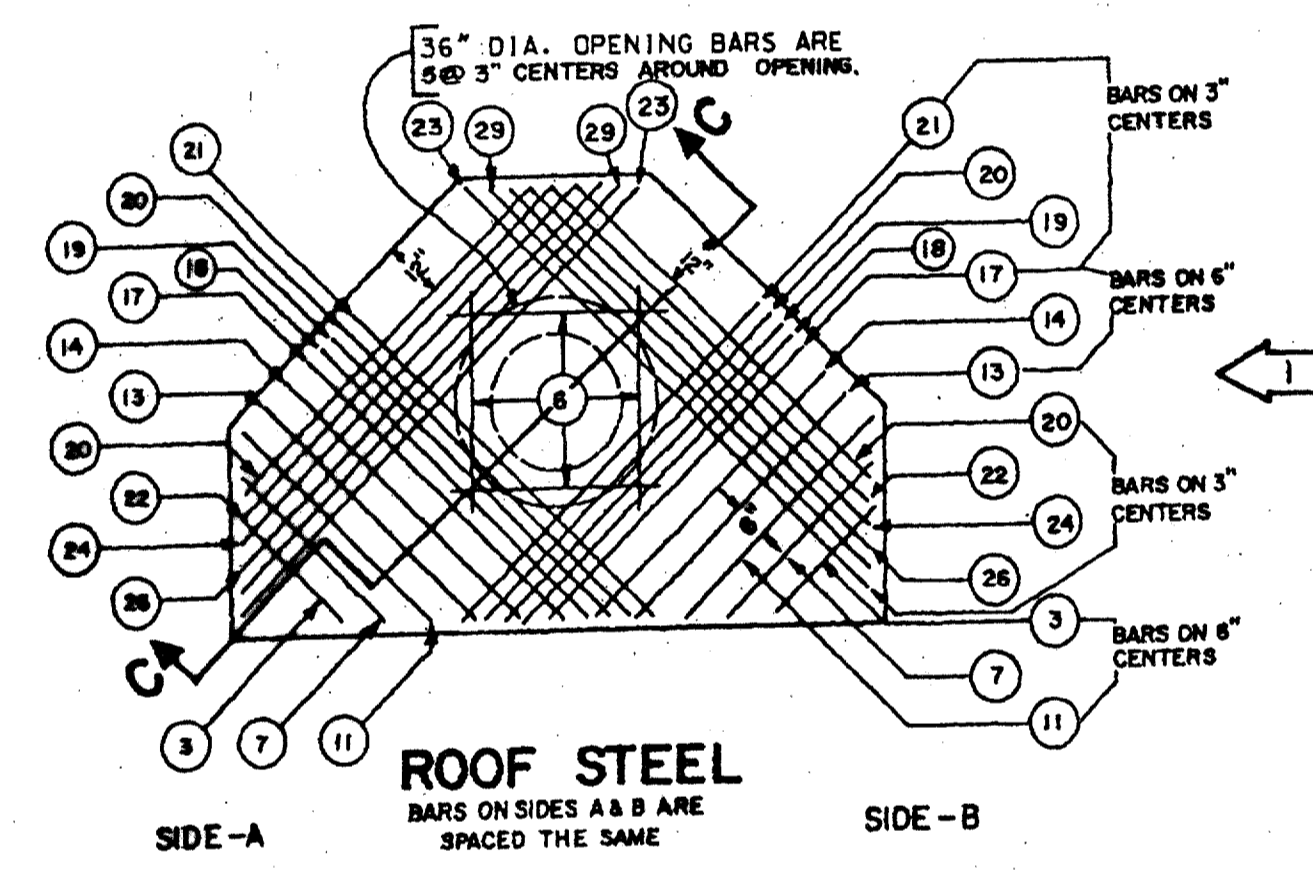 36" DIA. OPENING BARS ARE
5@ 3" CENTERS AROUND OPENING.
23
29
29
23
C
21
20
19
18
17
14
13
20
22
24
26
C
3
7
11
12"
12"
6
6"
21
20
19
18
17
14
13
BARS ON 3"
CENTERS
BARS ON 6"
CENTERS
1
20
22
24
26
BARS ON 3"
CENTERS
3
7
11
BARS ON 6"
CENTERS
ROOF STEEL
BARS ON SIDES A & B ARE
SPACED THE SAME
SIDE-A
SIDE-B